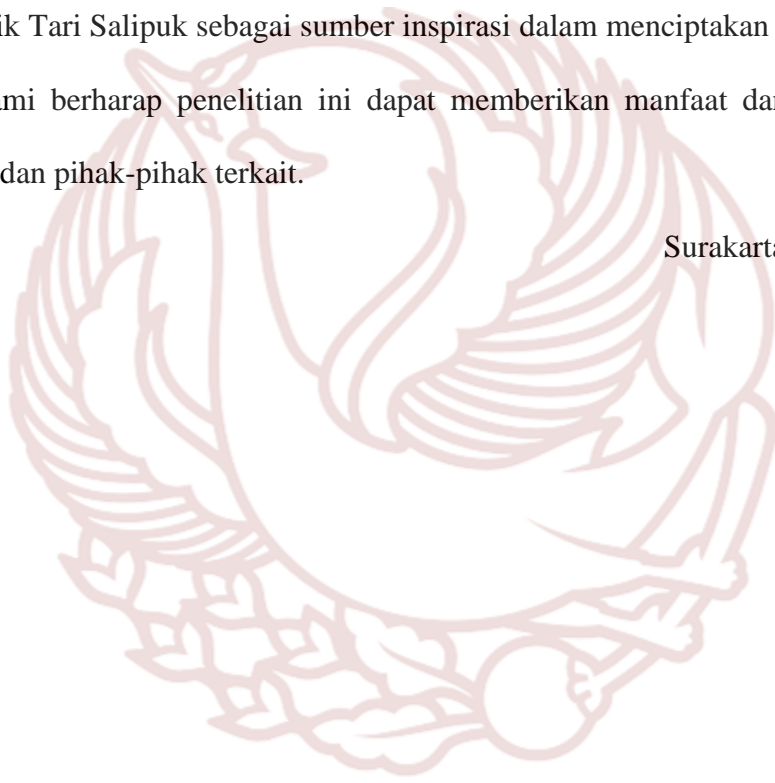 ik Tari Salipuk sebagai sumber inspirasi dalam menciptakan
ami berharap penelitian ini dapat memberikan manfaat dan
dan pihak-pihak terkait.
Surakarta